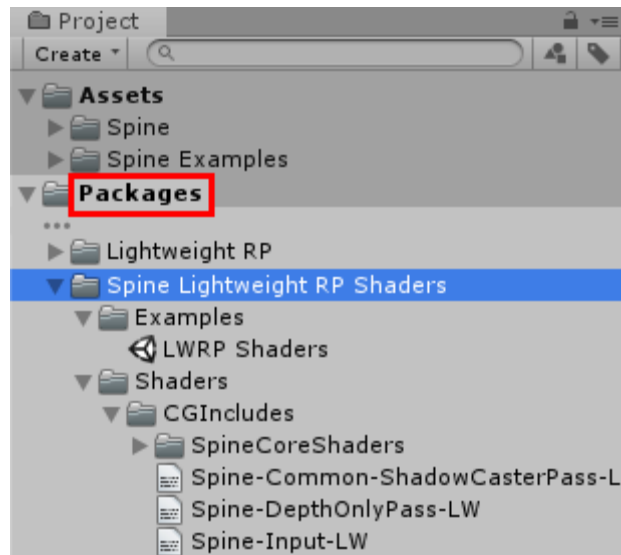 Project
Create
Assets
Spine
Spine Examples
Packages
...
Lightweight RP
Spine Lightweight RP Shaders
Examples
LWRP Shaders
Shaders
CGIncludes
SpineCoreShaders
Spine-Common-ShadowCasterPass-L
Spine-DepthOnlyPass-LW
Spine-Input-LW